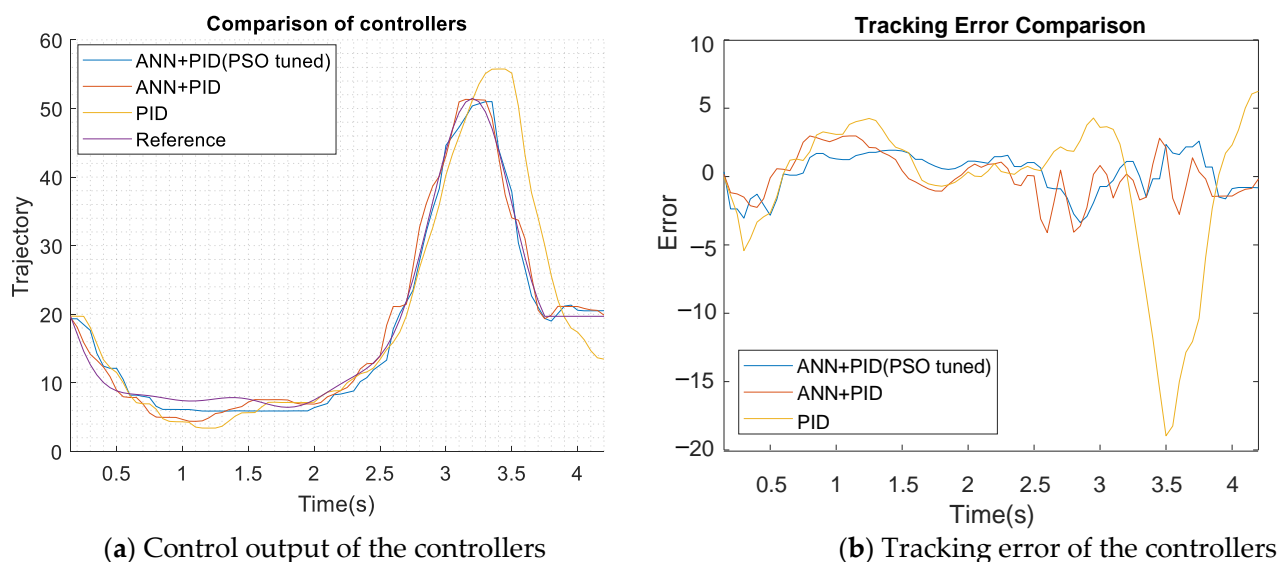 Comparison of controllers
60
50
40
30
20
10
0
Trajectory
ANN+PID(PSO tuned)
ANN+PID
PID
Reference
0.5 1 1.5 2 2.5 3 3.5 4
Time(s)
(a) Control output of the controllers
Tracking Error Comparison
10
5
0
−5
−10
−15
−20
Error
ANN+PID(PSO tuned)
ANN+PID
PID
0.5 1 1.5 2 2.5 3 3.5 4
Time(s)
(b) Tracking error of the controllers